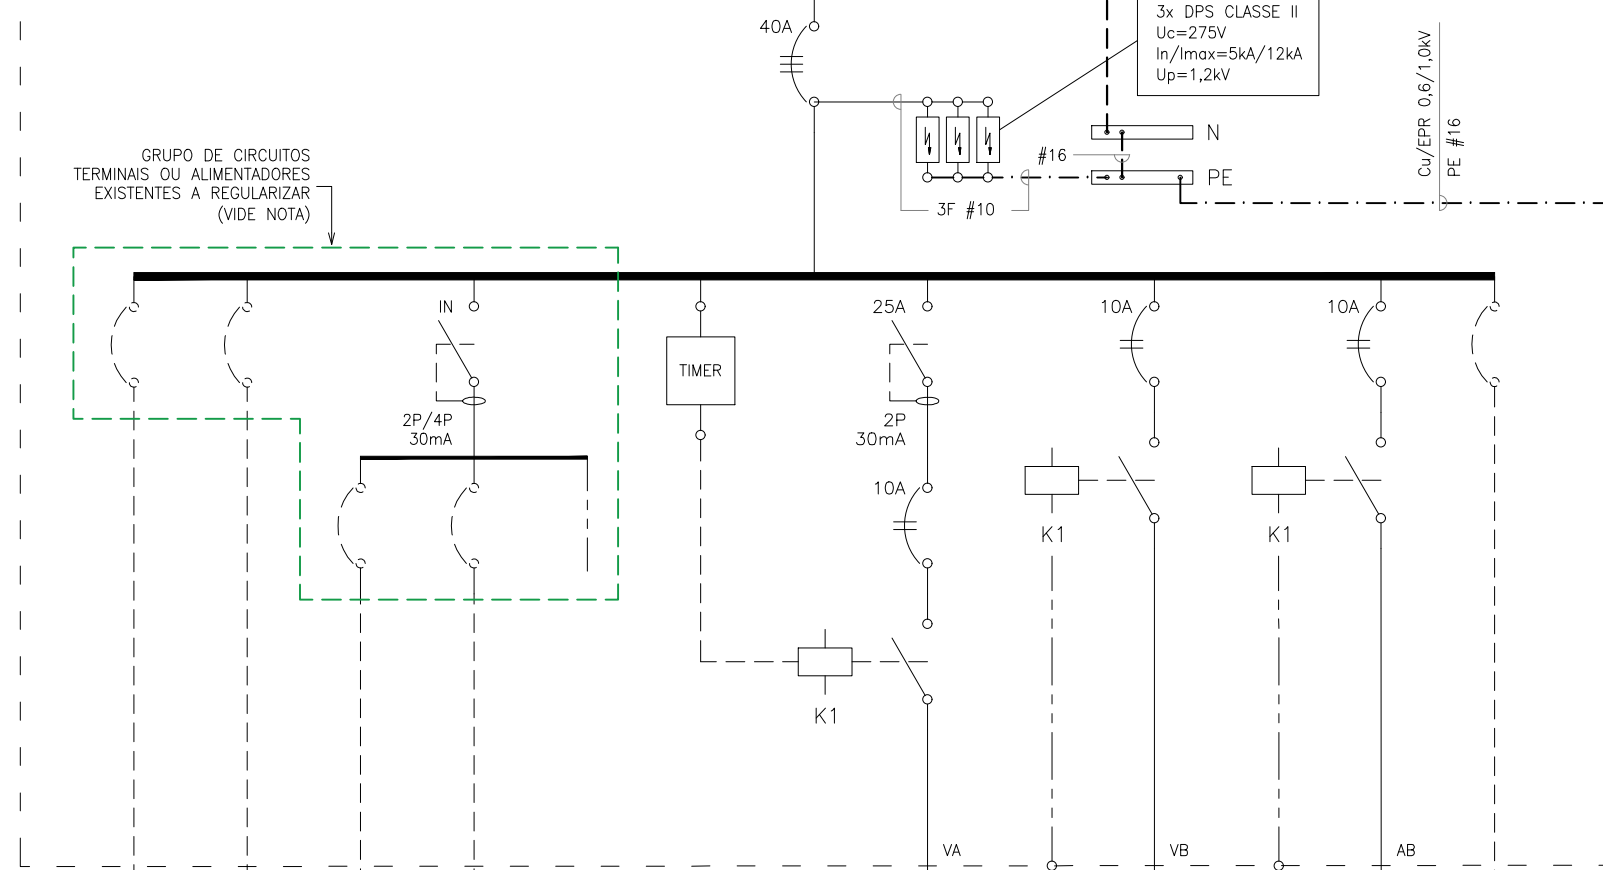 40A
3x DPS CLASSE II
Uc=275V
In/Imax=5kA/12kA
Up=1,2kV
Cu/EPR 0,6/1,0kV
PE #16
N
#16
PE
3F #10
GRUPO DE CIRCUITOS
TERMINAIS OU ALIMENTADORES
EXISTENTES A REGULARIZAR
(VIDE NOTA)
IN
25A
10A
10A
TIMER
2P/4P
30mA
2P
30mA
10A
K1
K1
K1
VA
VB
AB